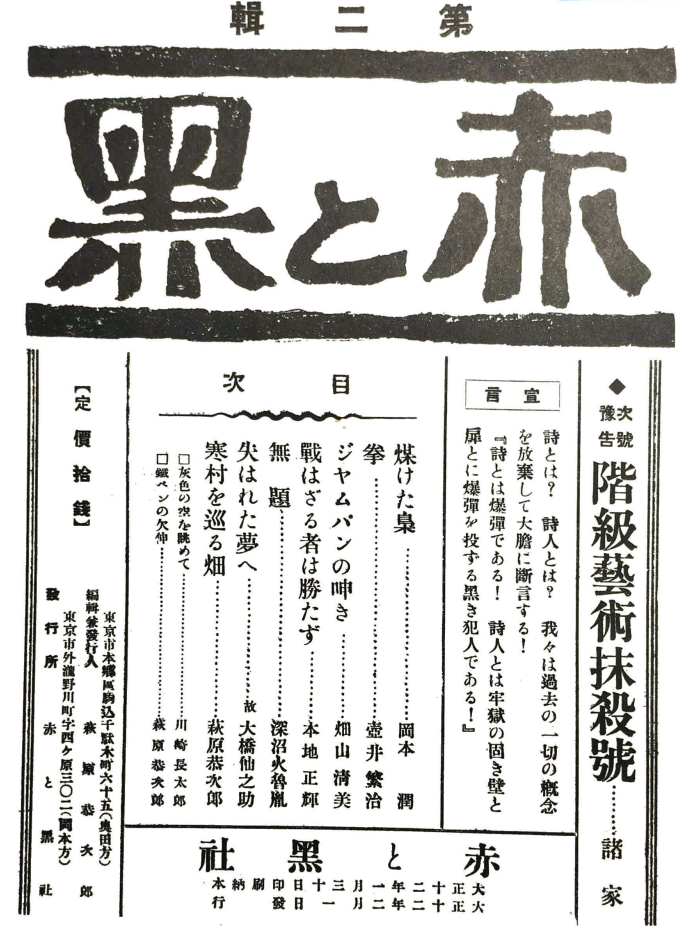 第二輯
赤と黑
◆次號豫告 階級藝術抹殺號………諸家
宣言
詩とは? 詩人とは? 我々は過去の一切の概念
を放棄して大膽に斷言する!
『詩とは爆彈である! 詩人とは牢獄の固き壁と
扉とに爆彈を投ずる黑き犯人である!』
目次
煤けた梟………岡本潤
拳………壺井繁治
ジヤムパンの呻き………畑山清美
戰はざる者は勝たず………本地正輝
無題………深沼火魯胤
失はれた夢へ………故 大橋仙之助
寒村を巡る畑………萩原恭次郎
□灰色の空を眺めて………川崎長太郎
□鐵ペンの欠伸………萩原恭次郎
赤と黑社
大正十二年一月三十日印刷納本
大正十二年二月一日發行
【定價拾錢】
東京市本鄕區駒込千駄木町六十五(奧田方)
編輯兼發行人 萩原恭次郎
東京市外瀧野川町字西ケ原三〇二(岡本方)
發行所 赤と黑社